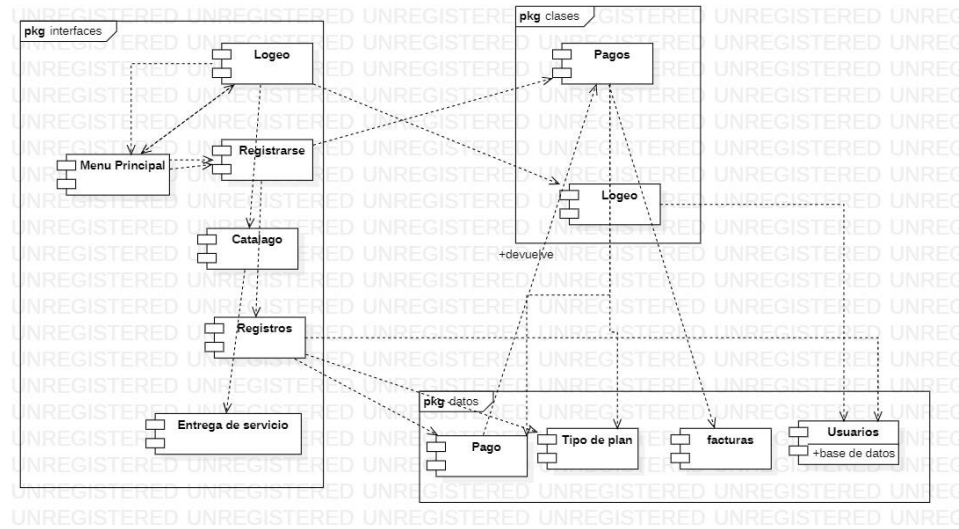 pkg interfaces
pkg clases
Logeo
Pagos
Registrarse
Menu Principal
Logeo
Catalago
+devuelve
Registros
pkg datos
Entrega de servicio
Pago
Tipo de plan
facturas
Usuarios
+base de datos
UNREGISTERED